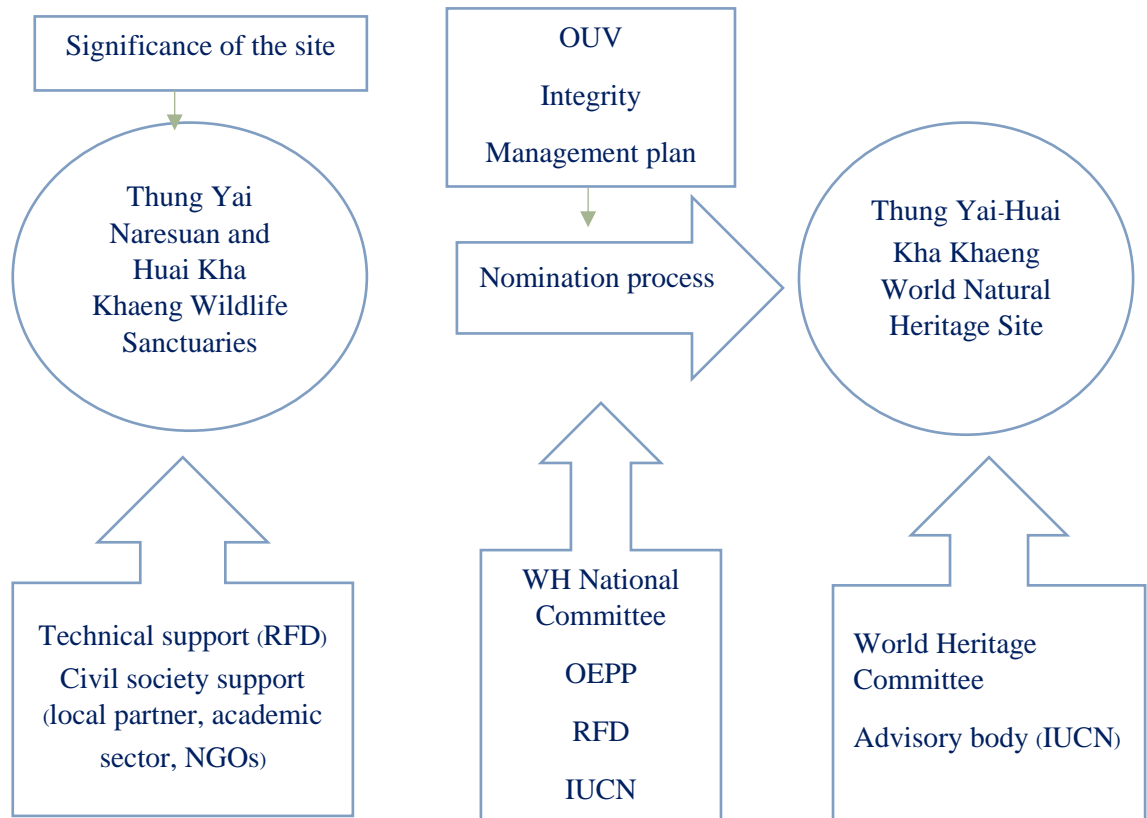 Significance of the site
Thung Yai
Naresuan and
Huai Kha
Khaeng Wildlife
Sanctuaries
Technical support (RFD)
Civil society support
(local partner, academic
sector, NGOs)
OUV
Integrity
Management plan
Nomination process
WH National
Committee
OEPP
RFD
IUCN
Thung Yai-Huai
Kha Khaeng
World Natural
Heritage Site
World Heritage
Committee
Advisory body (IUCN)